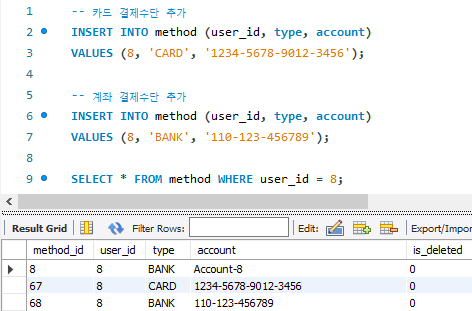 1 -- 카드 결제수단 추가
2 INSERT INTO method (user_id, type, account)
3 VALUES (8, 'CARD', '1234-5678-9012-3456');
4
5 -- 계좌 결제수단 추가
6 INSERT INTO method (user_id, type, account)
7 VALUES (8, 'BANK', '110-123-456789');
8
9 SELECT * FROM method WHERE user_id = 8;
Result Grid Filter Rows: Edit: Export/Impor
method_id user_id type account is_deleted
8 8 BANK Account-8 0
67 8 CARD 1234-5678-9012-3456 0
68 8 BANK 110-123-456789 0